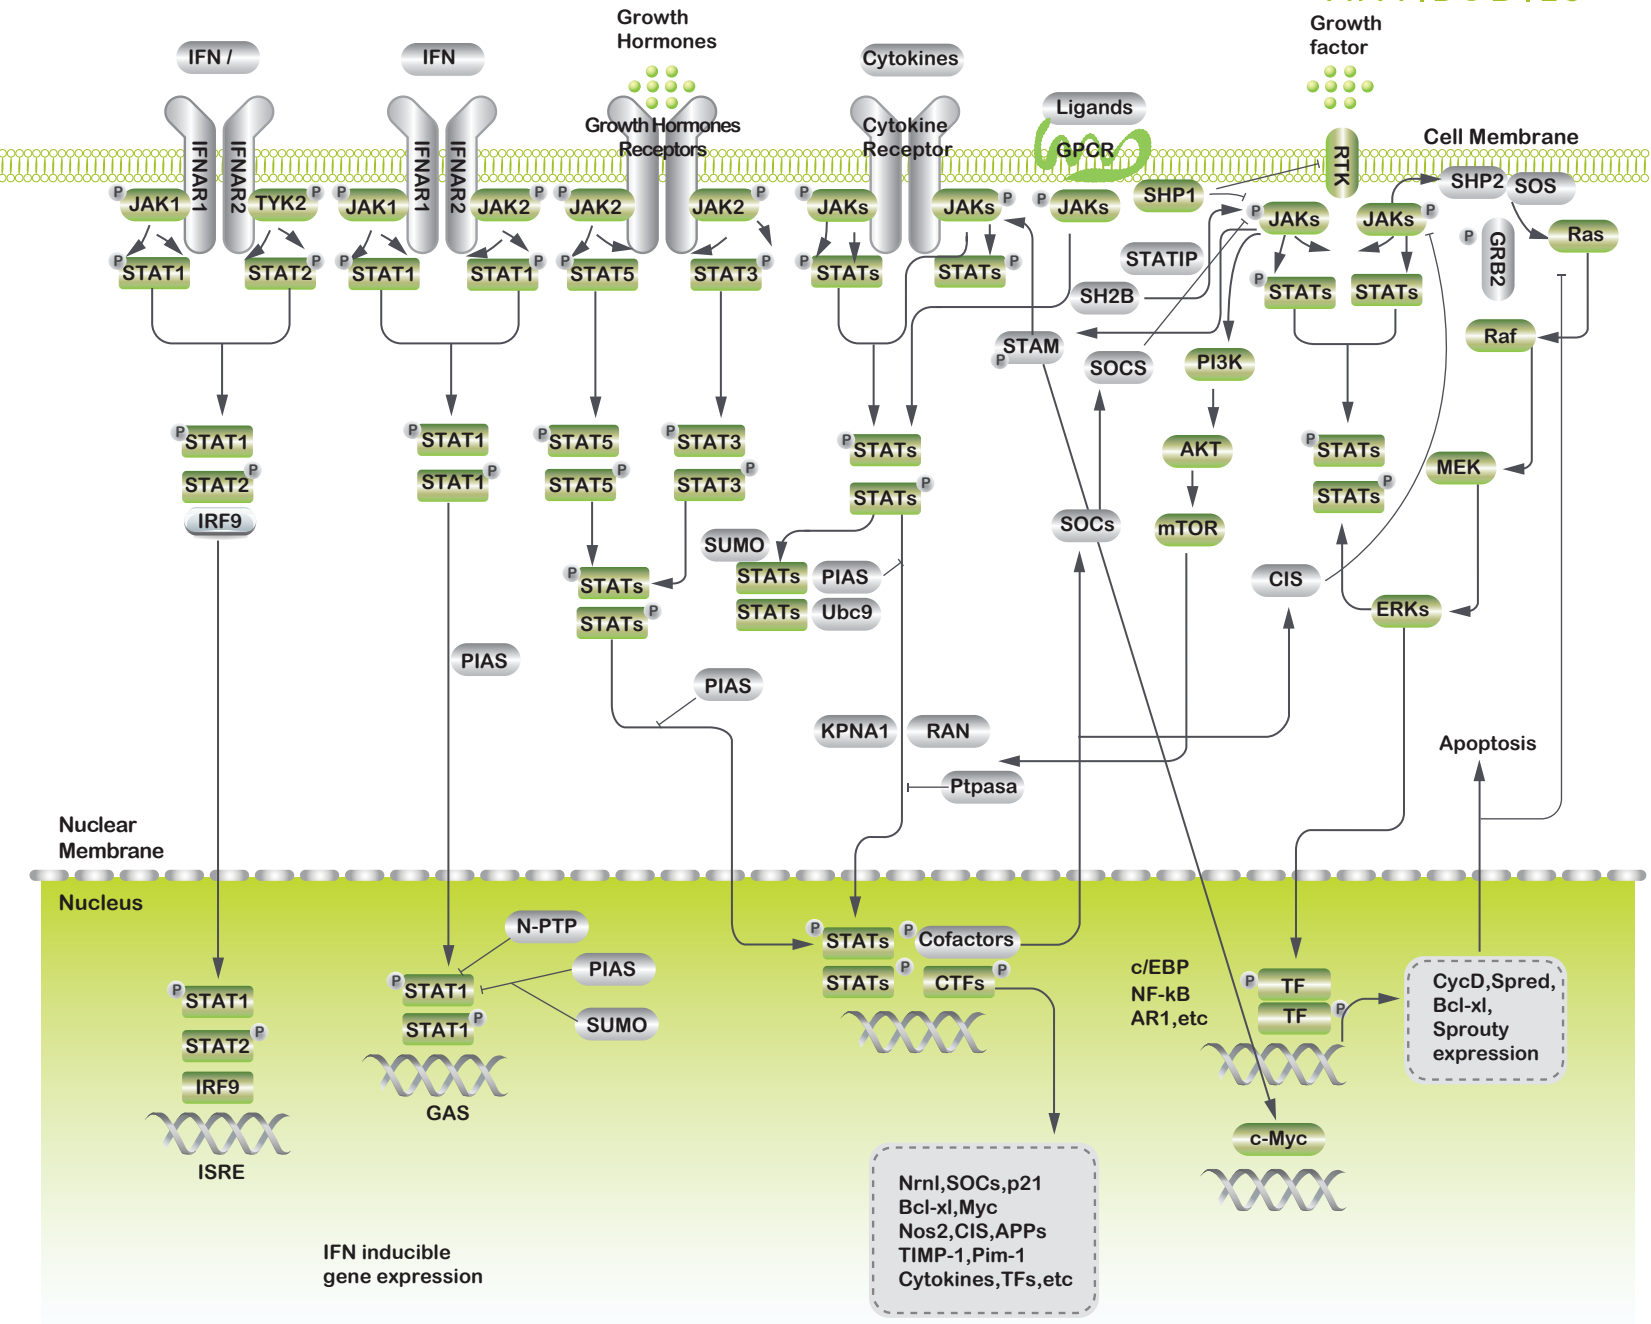 Growth
Hormones
Growth
factor
IFN /
IFN
Cytokines
Ligands
Growth Hormones
Receptors
Cytokine
Receptor
GPCR
RTK
Cell Membrane
IFNAR1
IFNAR2
IFNAR1
IFNAR2
SHP1
SHP2
SOS
P
JAK1
TYK2
P
P
JAK1
JAK2
P
P
JAK2
JAK2
P
P
JAKs
JAKs
P
P
JAKs
P
JAKs
JAKs
P
Ras
P
GRB2
STATIP
P
STAT1
STAT2
P
P
STAT1
STAT1
P
P
STAT5
STAT3
P
P
STATs
STATs
P
SH2B
P
STATs
STATs
Raf
STAM
P
SOCS
PI3K
P
STAT1
STAT2
P
IRF9
P
STAT1
STAT1
P
P
STAT5
STAT5
P
P
STAT3
STAT3
P
P
STATs
STATs
P
AKT
P
STATs
STATs
P
MEK
SOCs
mTOR
SUMO
STATs
PIAS
STATs
Ubc9
P
STATs
STATs
P
CIS
ERKs
PIAS
PIAS
KPNA1
RAN
Ptpasa
Apoptosis
Nuclear
Membrane
Nucleus
N-PTP
PIAS
SUMO
P
STATs
STATs
P
P
Cofactors
CTFs
P
c/EBP
NF-kB
AR1,etc
P
TF
TF
P
CycD,Spred,
Bcl-xl,
Sprouty
expression
P
STAT1
STAT2
P
IRF9
ISRE
P
STAT1
STAT1
P
GAS
c-Myc
Nrnl,SOCs,p21
Bcl-xl,Myc
Nos2,CIS,APPs
TIMP-1,Pim-1
Cytokines,TFs,etc
IFN inducible
gene expression